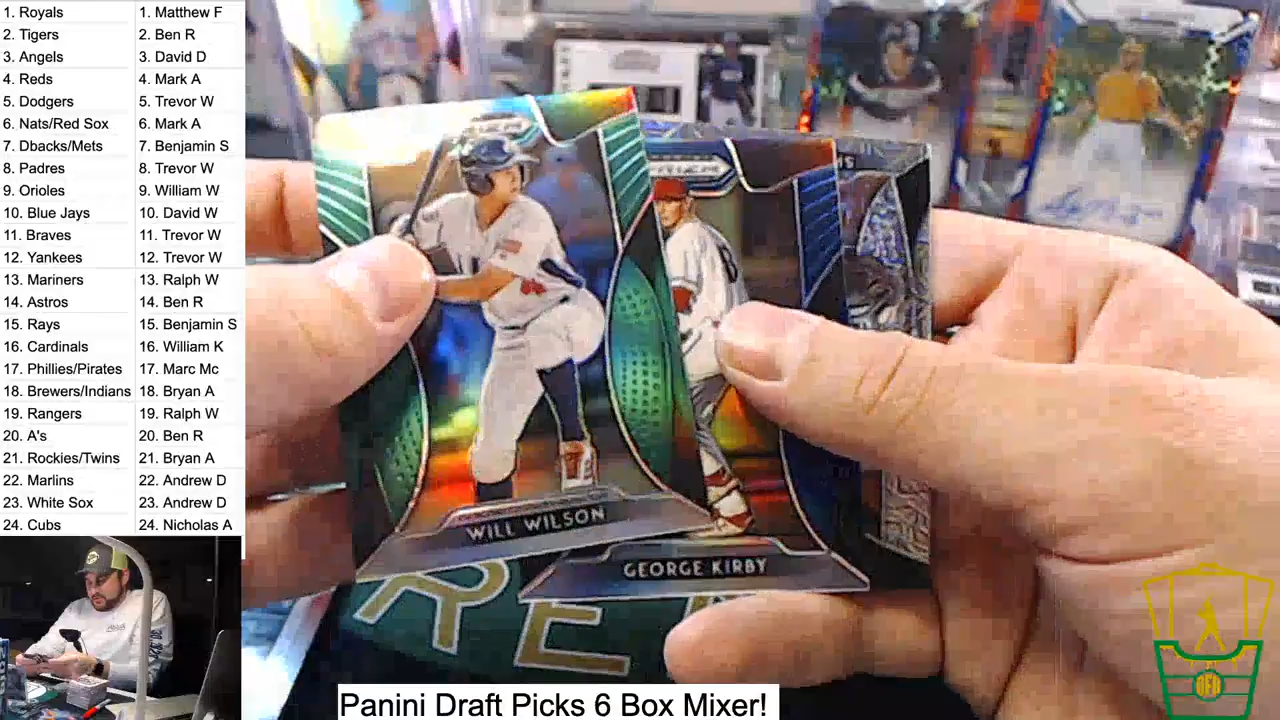 1. Royals
2. Tigers
3. Angels
4. Reds
5. Dodgers
6. Nats/Red Sox
7. Dbacks/Mets
8. Padres
9. Orioles
10. Blue Jays
11. Braves
12. Yankees
13. Mariners
14. Astros
15. Rays
16. Cardinals
17. Phillies/Pirates
18. Brewers/Indians
19. Rangers
20. A's
21. Rockies/Twins
22. Marlins
23. White Sox
24. Cubs
1. Matthew F
2. Ben R
3. David D
4. Mark A
5. Trevor W
6. Mark A
7. Benjamin S
8. Trevor W
9. William W
10. David W
11. Trevor W
12. Trevor W
13. Ralph W
14. Ben R
15. Benjamin S
16. William K
17. Marc Mc
18. Bryan A
19. Ralph W
20. Ben R
21. Bryan A
22. Andrew D
23. Andrew D
24. Nicholas A
WILL WILSON
GEORGE KIRBY
RE
Panini Draft Picks 6 Box Mixer!